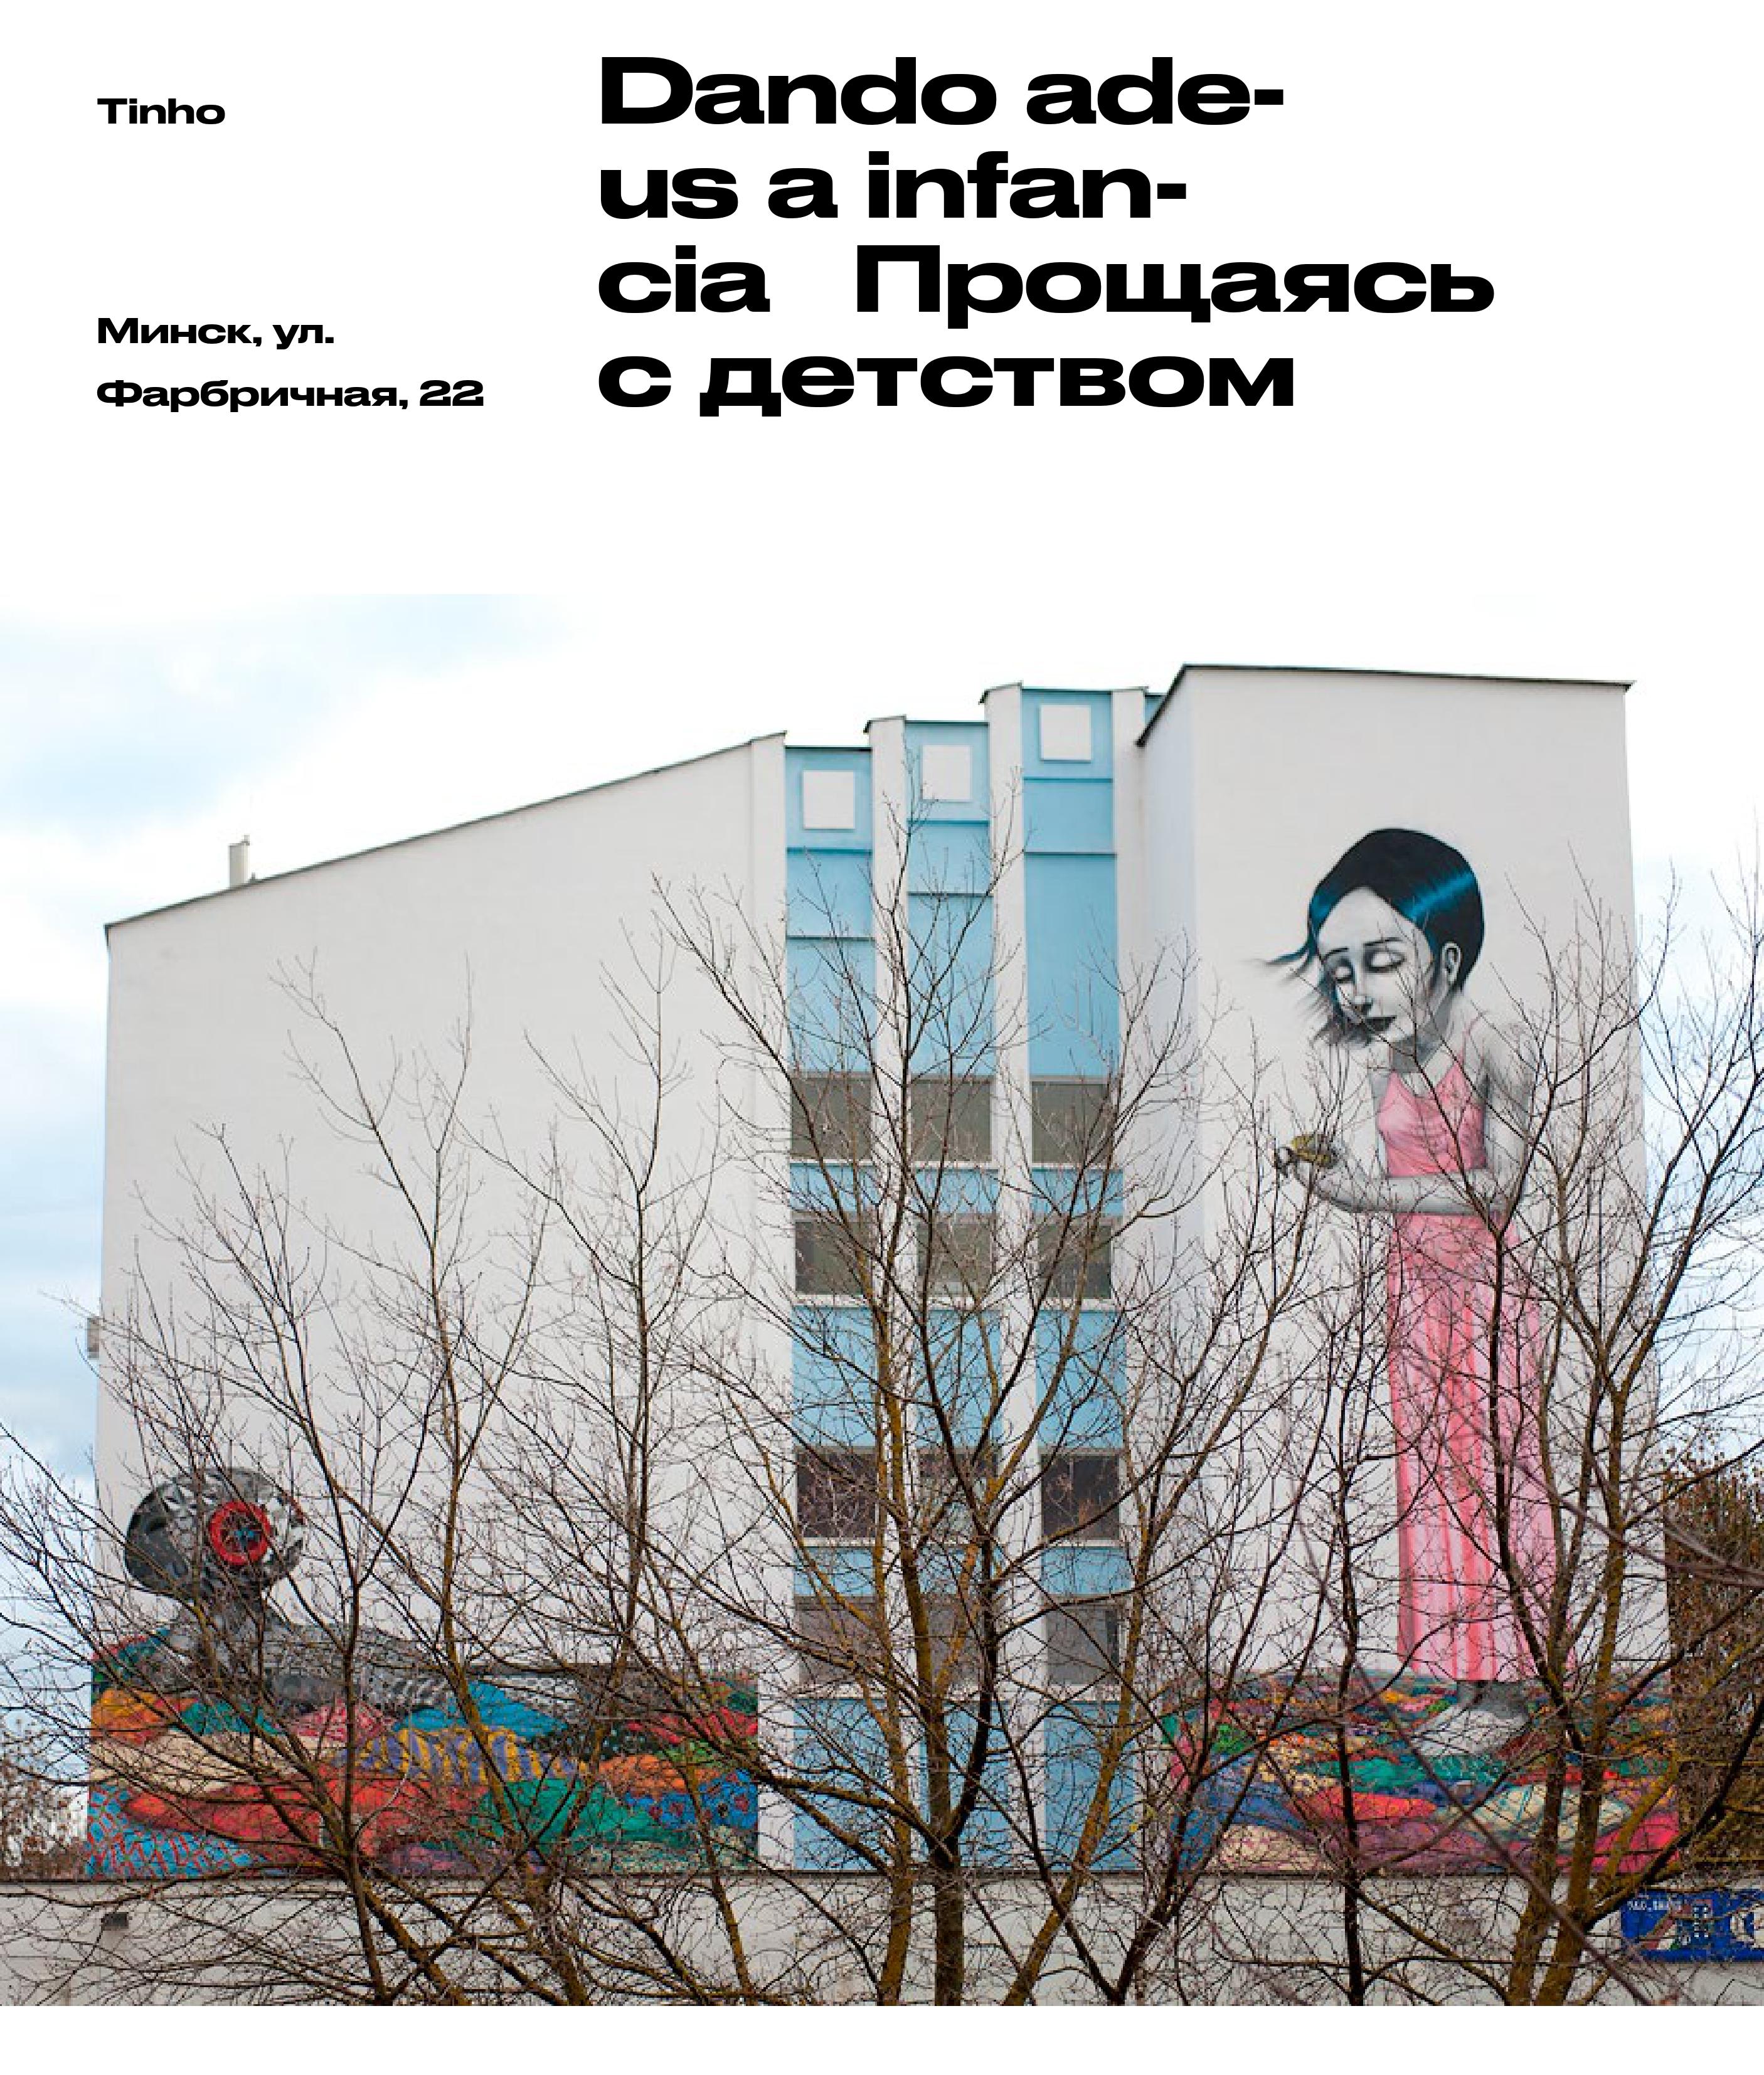 Tinho
Dando ade-
us a infan-
cia Прощаясь
с детством
Минск, ул.
Фарбричная, 22